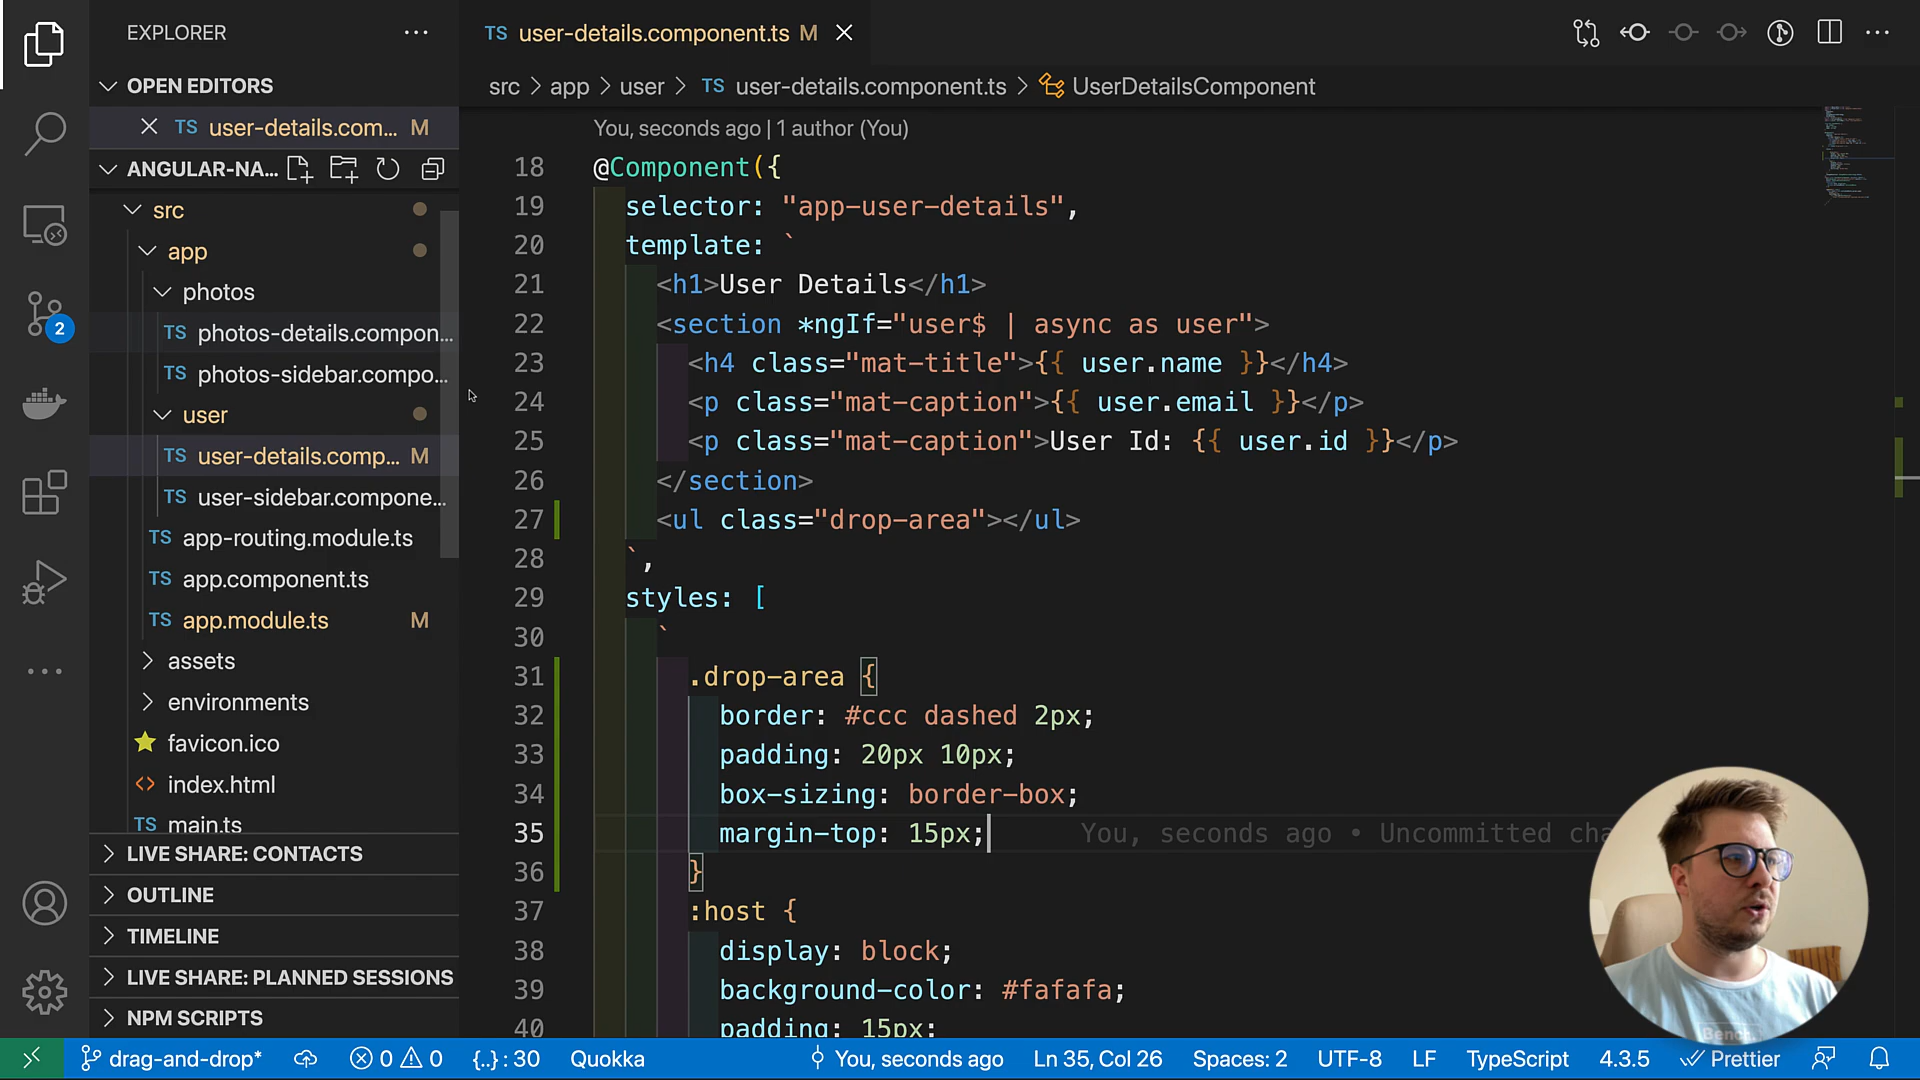 EXPLORER
OPEN EDITORS
TS user-details.com... M
ANGULAR-NA...
src
app
photos
TS photos-details.compon...
TS photos-sidebar.compo...
user
TS user-details.comp... M
TS user-sidebar.compone...
TS app-routing.module.ts
TS app.component.ts
TS app.module.ts M
assets
environments
favicon.ico
<> index.html
TS main.ts
LIVE SHARE: CONTACTS
OUTLINE
TIMELINE
LIVE SHARE: PLANNED SESSIONS
NPM SCRIPTS
2
TS user-details.component.ts M
src > app > user > TS user-details.component.ts > UserDetailsComponent
You, seconds ago | 1 author (You)
18 @Component({
19 selector: "app-user-details",
20 template: `
21 <h1>User Details</h1>
22 <section *ngIf="user$ | async as user">
23 <h4 class="mat-title">{{ user.name }}</h4>
24 <p class="mat-caption">{{ user.email }}</p>
25 <p class="mat-caption">User Id: {{ user.id }}</p>
26 </section>
27 <ul class="drop-area"></ul>
28 `,
29 styles: [
30 `
31 .drop-area {
32 border: #ccc dashed 2px;
33 padding: 20px 10px;
34 box-sizing: border-box;
35 margin-top: 15px; You, seconds ago • Uncommitted cha
36 }
37 :host {
38 display: block;
39 background-color: #fafafa;
40 padding: 15px;
drag-and-drop* 0 0 {..} : 30 Quokka You, seconds ago Ln 35, Col 26 Spaces: 2 UTF-8 LF TypeScript 4.3.5 Prettier